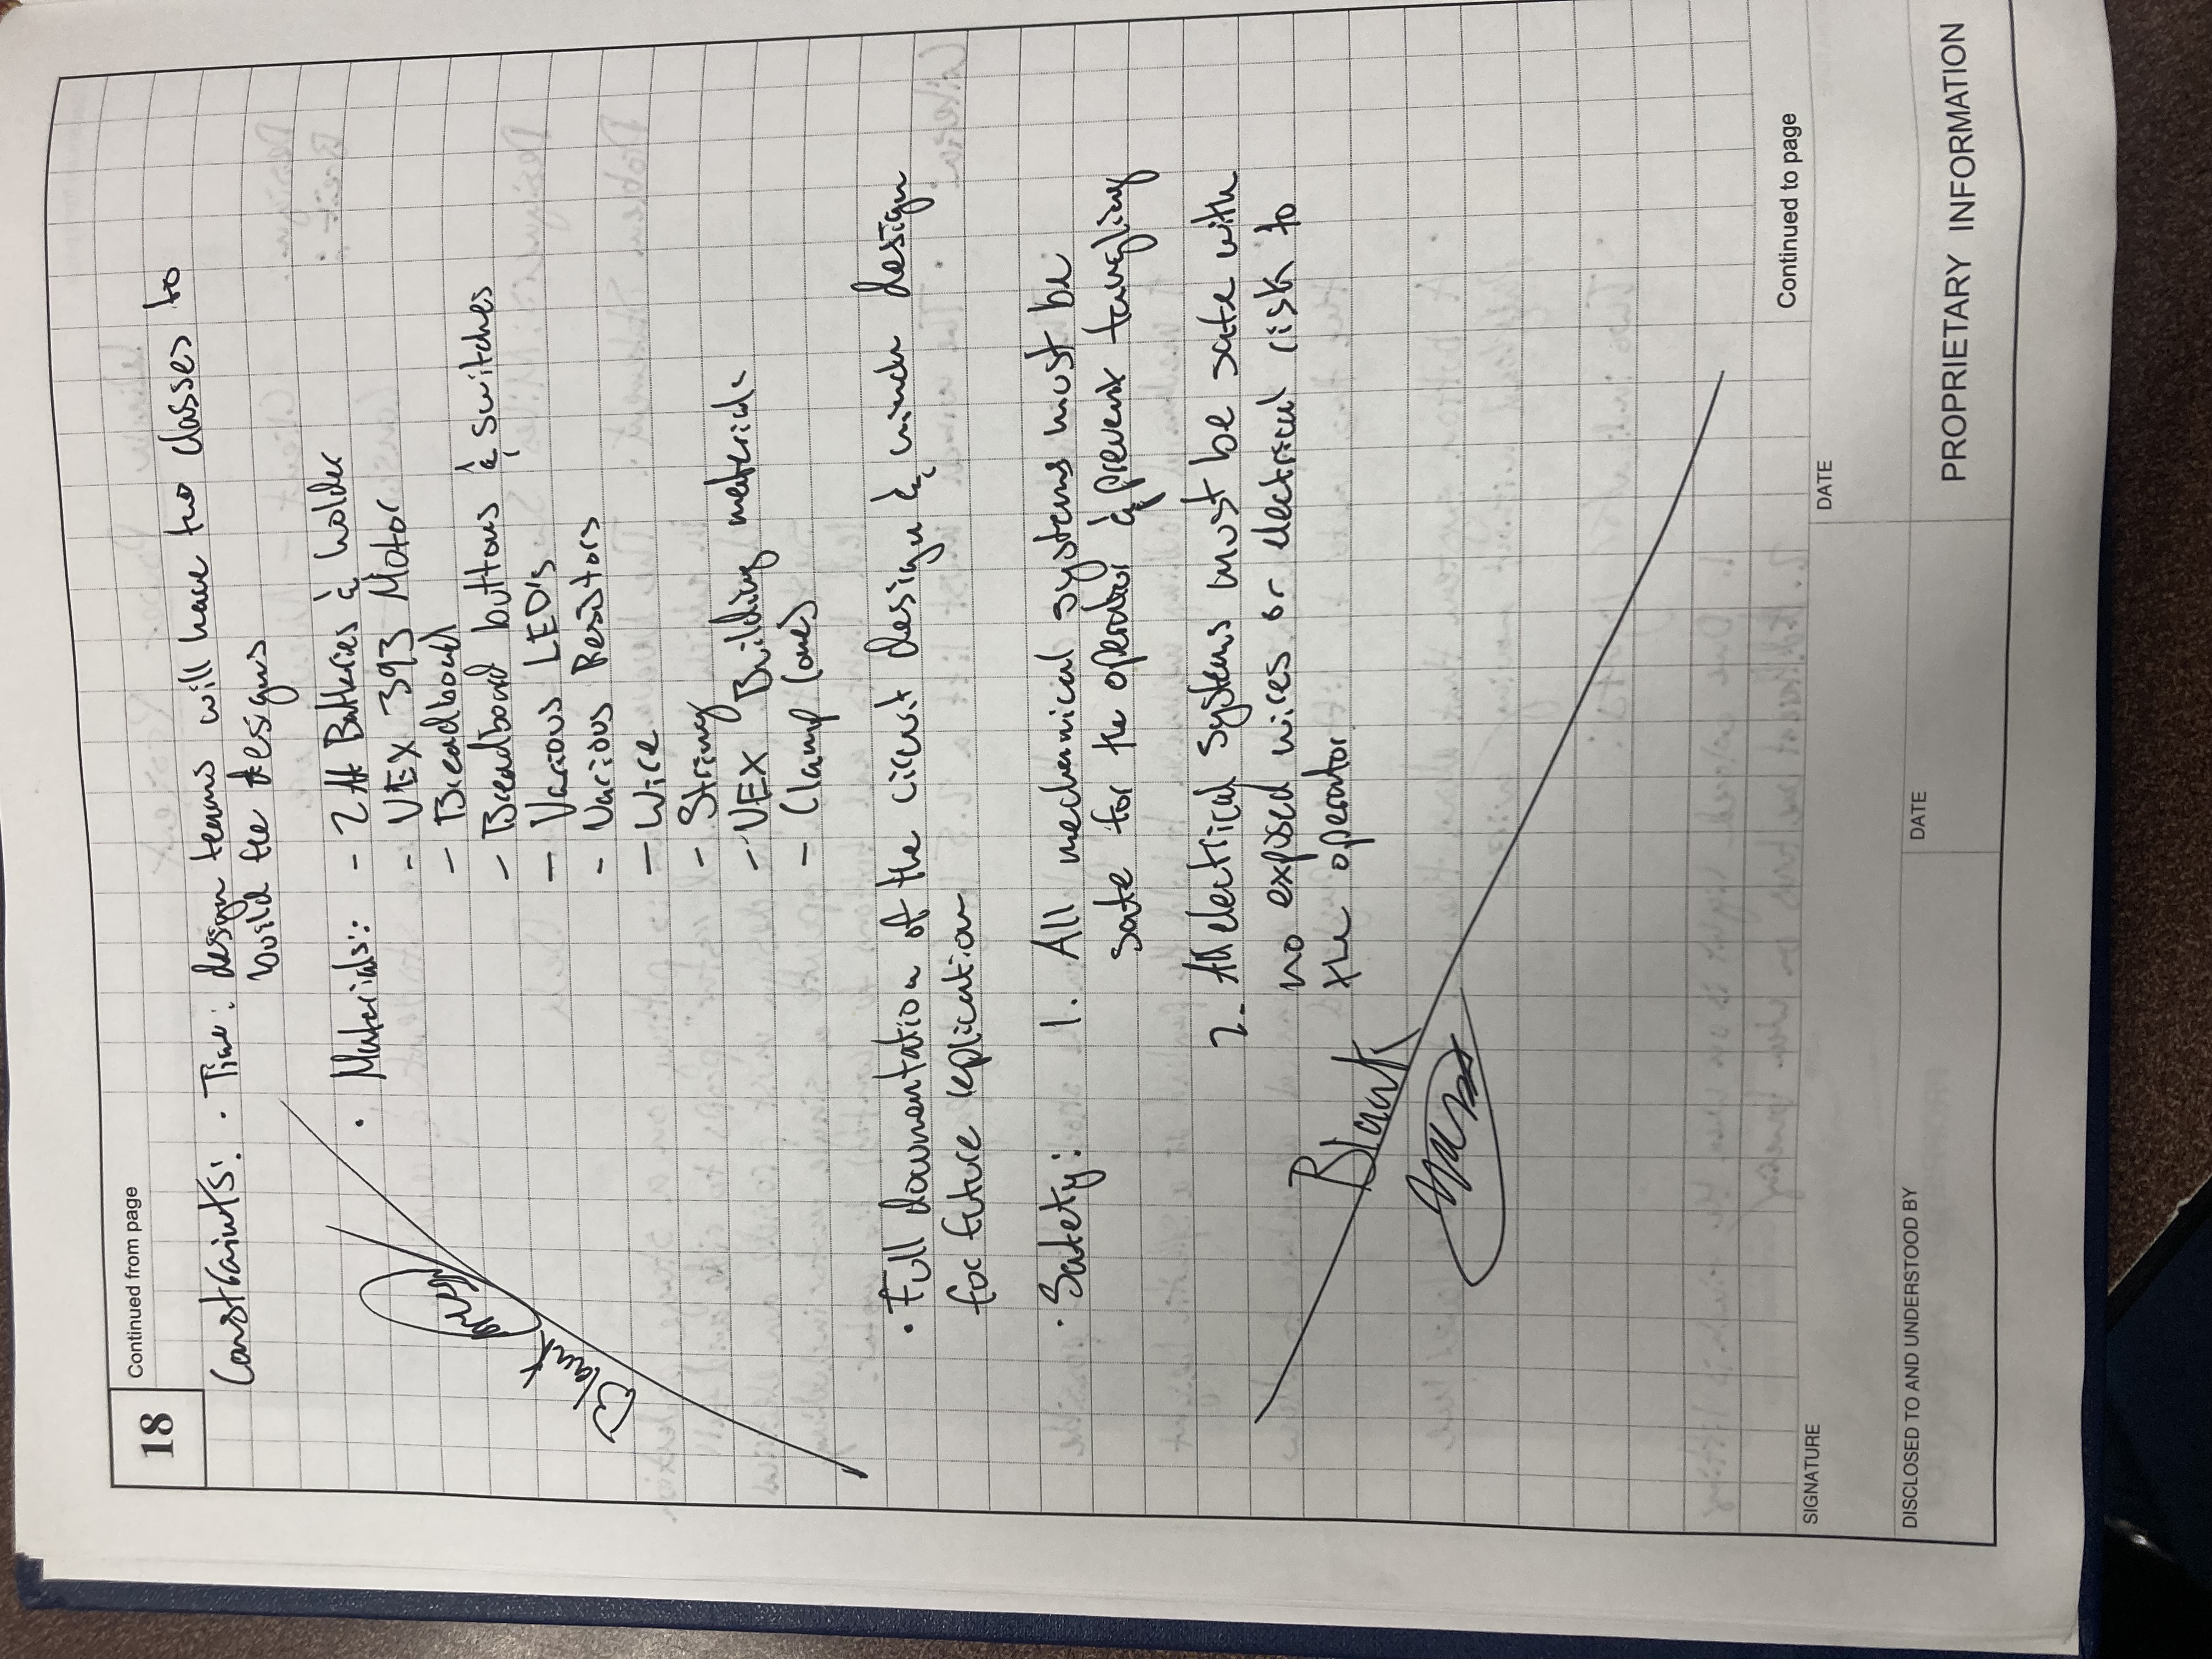 18
Continued from page
Constraints: · Time: design teams will have two classes to
build the designs
· Materials: - 2 AA Batteries & holder
- VEX 393 Motor
- Breadboard
- Breadboard buttons & switches
- Various LED's
- Various Resistors
- Wire
- String
- VEX Building materials
- Clamp (one)
Blank
· Full documentation of the circuit design & winch design
for future replication
· Safety: 1. All mechanical systems must be
safe for the operator & prevent tangling
2. All electrical systems must be safe with
no exposed wires or electrical risk to
the operator
Blank
Continued to page
SIGNATURE
DATE
DISCLOSED TO AND UNDERSTOOD BY
DATE
PROPRIETARY INFORMATION